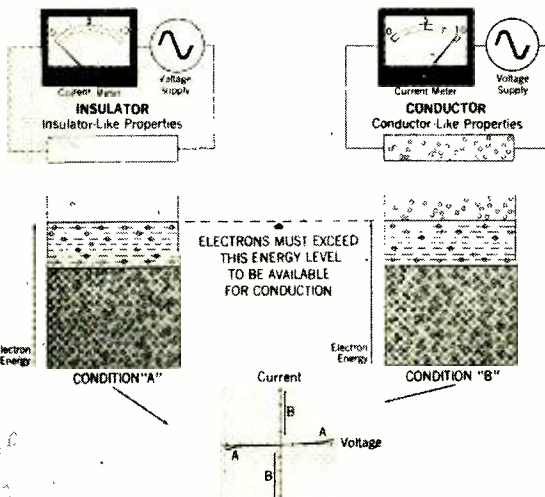 Current Meter
Voltage
Supply
INSULATOR
Insulator-Like Properties
Current Meter
Voltage
Supply
CONDUCTOR
Conductor-Like Properties
ELECTRONS MUST EXCEED
THIS ENERGY LEVEL
TO BE AVAILABLE
FOR CONDUCTION
lectron
Energy
CONDITION "A"
Electron
Energy
CONDITION "B"
Current
B
A
Voltage
A
B